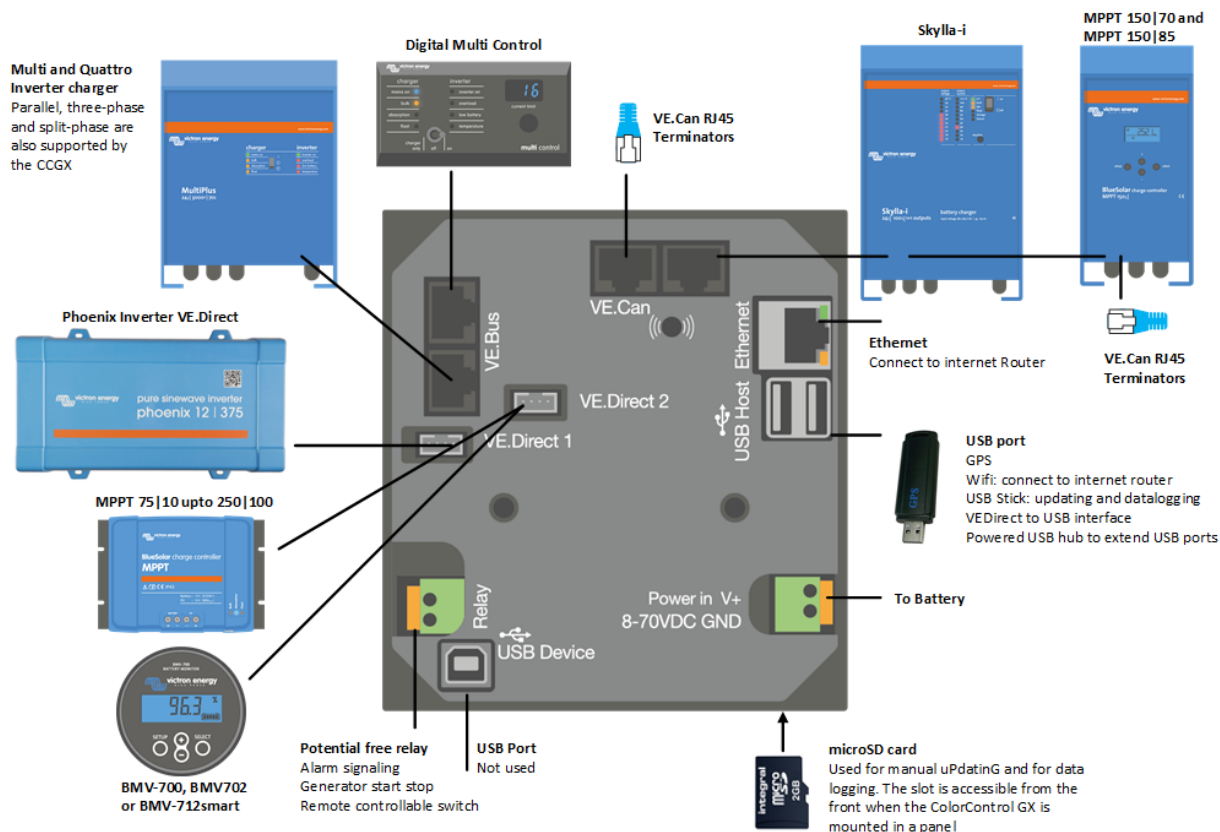 Multi and Quattro
Inverter charger
Parallel, three-phase
and split-phase are
also supported by
the CCGX
victron energy
charger
inverter
MultiPlus
Digital Multi Control
victron energy
charger
inverter
mains on
inverter on
bulk
overload
absorption
low battery
float
temperature
16
current limit
charger only
off
on
multi control
VE.Can RJ45
Terminators
Skylla-i
victron energy
Skylla-i
battery charger
MPPT 150|70 and
MPPT 150|85
victron energy
BlueSolar charge controller
VE.Can RJ45
Terminators
Phoenix Inverter VE.Direct
victron energy
pure sinewave inverter
phoenix 12 | 375
MPPT 75|10 upto 250|100
BlueSolar charge controller
MPPT
BMV-700
BATTERY MONITOR
victron energy
96.3 %
SETUP
SELECT
+
−
BMV-700, BMV702
or BMV-712smart
VE.Can
VE.Bus
VE.Direct 2
VE.Direct 1
Ethernet
USB Host
Relay
USB Device
Power in V+
8-70VDC GND
Ethernet
Connect to internet Router
USB port
GPS
Wifi: connect to internet router
USB Stick: updating and datalogging
VEDirect to USB interface
Powered USB hub to extend USB ports
GPS
To Battery
Potential free relay
Alarm signaling
Generator start stop
Remote controllable switch
USB Port
Not used
integral
micro SD
2GB
microSD card
Used for manual uPdatinG and for data
logging. The slot is accessible from the
front when the ColorControl GX is
mounted in a panel